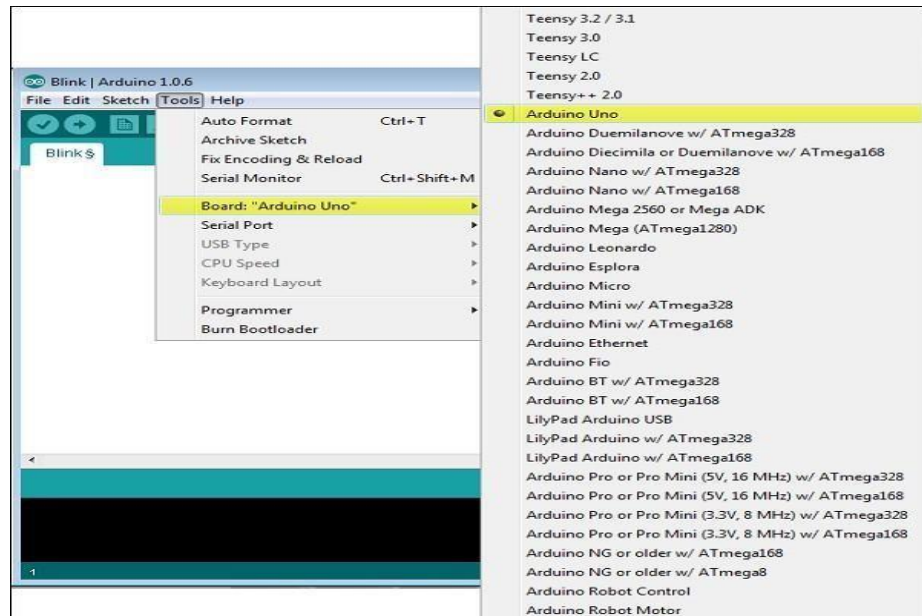 Blink | Arduino 1.0.6
File Edit Sketch Tools Help
Blink §
Auto Format Ctrl+T
Archive Sketch
Fix Encoding & Reload
Serial Monitor Ctrl+Shift+M
Board: "Arduino Uno"
Serial Port
USB Type
CPU Speed
Keyboard Layout
Programmer
Burn Bootloader
1
Teensy 3.2 / 3.1
Teensy 3.0
Teensy LC
Teensy 2.0
Teensy++ 2.0
Arduino Uno
Arduino Duemilanove w/ ATmega328
Arduino Diecimila or Duemilanove w/ ATmega168
Arduino Nano w/ ATmega328
Arduino Nano w/ ATmega168
Arduino Mega 2560 or Mega ADK
Arduino Mega (ATmega1280)
Arduino Leonardo
Arduino Esplora
Arduino Micro
Arduino Mini w/ ATmega328
Arduino Mini w/ ATmega168
Arduino Ethernet
Arduino Fio
Arduino BT w/ ATmega328
Arduino BT w/ ATmega168
LilyPad Arduino USB
LilyPad Arduino w/ ATmega328
LilyPad Arduino w/ ATmega168
Arduino Pro or Pro Mini (5V, 16 MHz) w/ ATmega328
Arduino Pro or Pro Mini (5V, 16 MHz) w/ ATmega168
Arduino Pro or Pro Mini (3.3V, 8 MHz) w/ ATmega328
Arduino Pro or Pro Mini (3.3V, 8 MHz) w/ ATmega168
Arduino NG or older w/ ATmega168
Arduino NG or older w/ ATmega8
Arduino Robot Control
Arduino Robot Motor